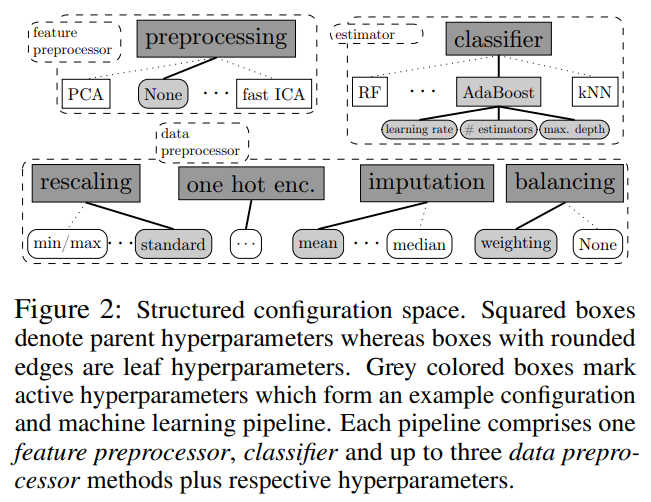 feature
preprocessor
preprocessing
PCA
None
· · ·
fast ICA
estimator
classifier
RF
· · ·
AdaBoost
kNN
learning rate
# estimators
max. depth
data
preprocessor
rescaling
one hot enc.
imputation
balancing
min/max
· · ·
standard
· · ·
mean
· · ·
median
weighting
None
Figure 2: Structured configuration space. Squared boxes
denote parent hyperparameters whereas boxes with rounded
edges are leaf hyperparameters. Grey colored boxes mark
active hyperparameters which form an example configuration
and machine learning pipeline. Each pipeline comprises one
feature preprocessor, classifier and up to three data prepro-
cessor methods plus respective hyperparameters.